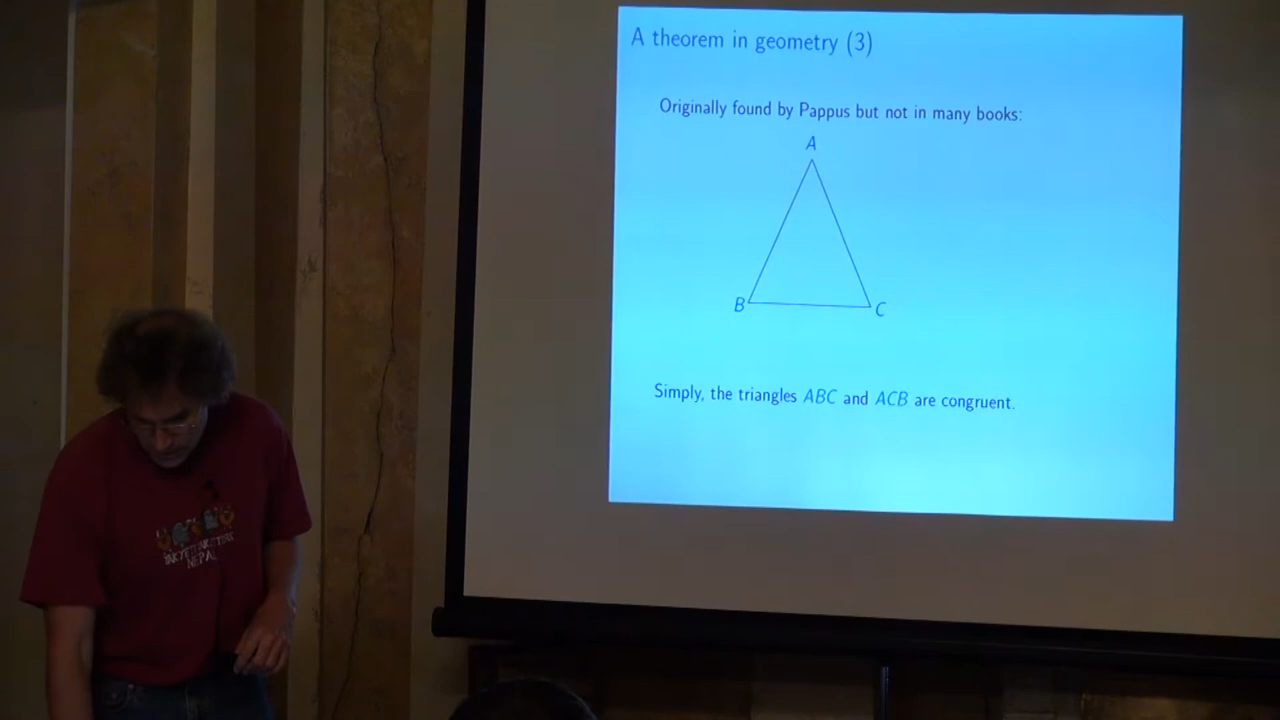 A theorem in geometry (3)
Originally found by Pappus but not in many books:
A
B
C
Simply, the triangles ABC and ACB are congruent.
NEPAL